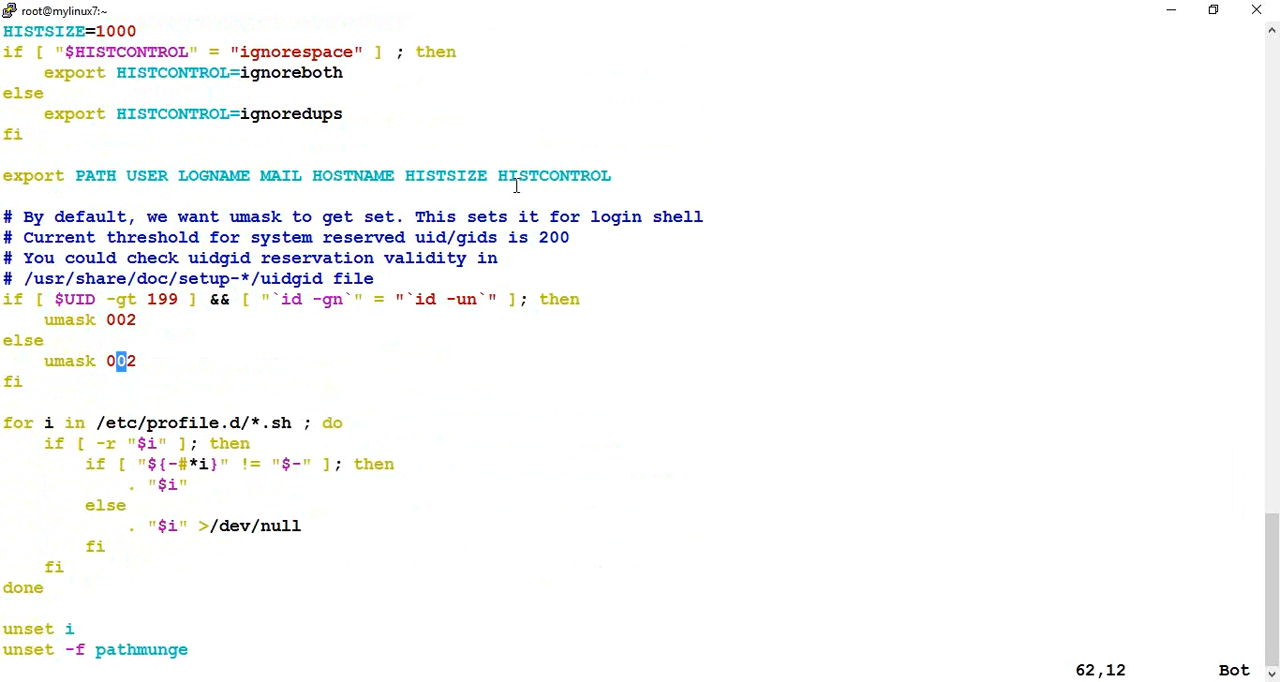 root@mylinux7:~
HISTSIZE=1000
if [ "$HISTCONTROL" = "ignorespace" ] ; then
    export HISTCONTROL=ignoreboth
else
    export HISTCONTROL=ignoredups
fi
export PATH USER LOGNAME MAIL HOSTNAME HISTSIZE HISTCONTROL
# By default, we want umask to get set. This sets it for login shell
# Current threshold for system reserved uid/gids is 200
# You could check uidgid reservation validity in
# /usr/share/doc/setup-*/uidgid file
if [ $UID -gt 199 ] && [ "`id -gn`" = "`id -un`" ]; then
    umask 002
else
    umask 002
fi
for i in /etc/profile.d/*.sh ; do
    if [ -r "$i" ]; then
        if [ "${-#*i}" != "$-" ]; then
            . "$i"
        else
            . "$i" >/dev/null
        fi
    fi
done
unset i
unset -f pathmunge
62,12 Bot